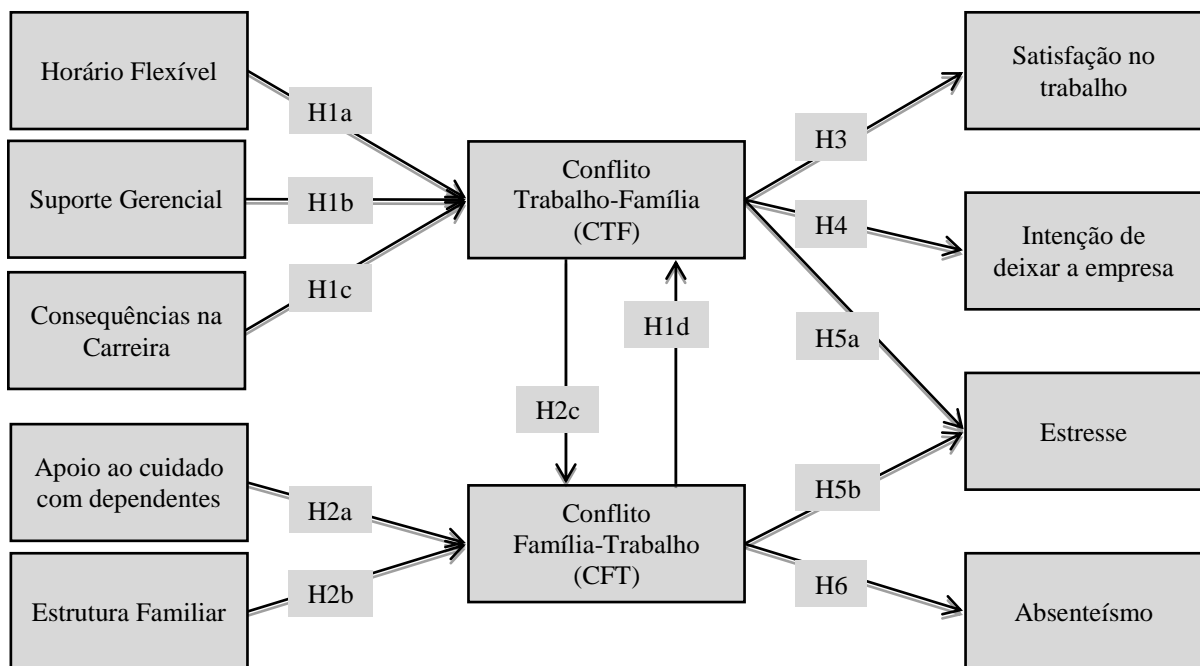 Horário Flexível
H1a
Suporte Gerencial
H1b
Consequências na
Carreira
H1c
Conflito
Trabalho-Família
(CTF)
H1d
H2c
Apoio ao cuidado
com dependentes
H2a
Estrutura Familiar
H2b
Conflito
Família-Trabalho
(CFT)
H3
Satisfação no
trabalho
H4
Intenção de
deixar a empresa
H5a
Estresse
H5b
H6
Absenteísmo